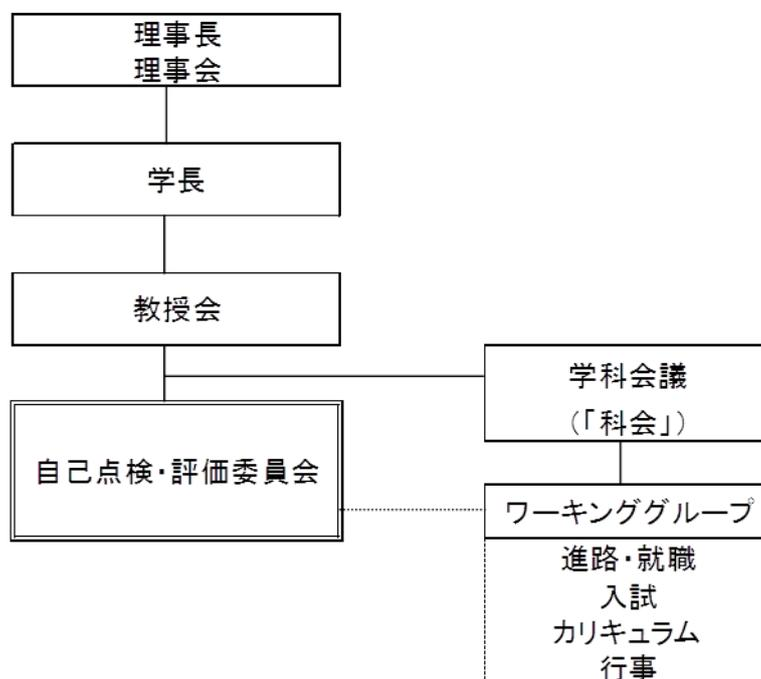 理事長
理事会
学長
教授会
学科会議
（「科会」）
自己点検・評価委員会
ワーキンググループ
進路・就職
入試
カリキュラム
行事